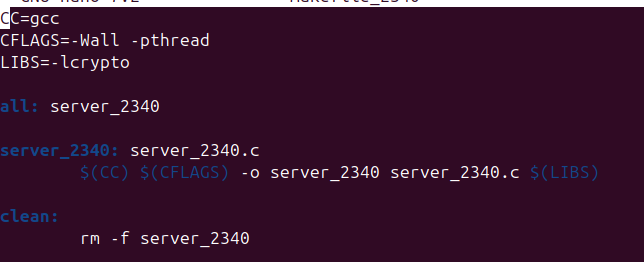 CC=gcc
CFLAGS=-Wall -pthread
LIBS=-lcrypto
all: server_2340
server_2340: server_2340.c
$(CC) $(CFLAGS) -o server_2340 server_2340.c $(LIBS)
clean:
rm -f server_2340